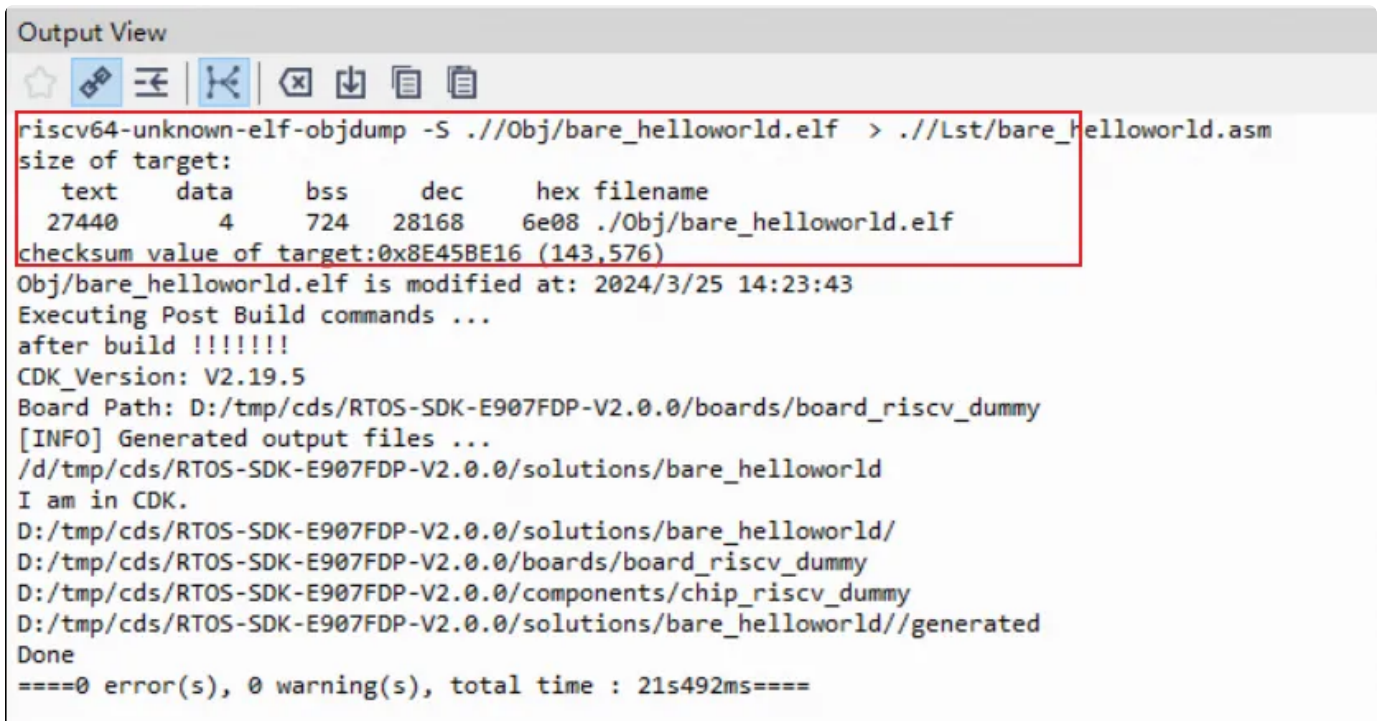 Output View
riscv64-unknown-elf-objdump -S .//Obj/bare_helloworld.elf  > .//Lst/bare_helloworld.asm
size of target:
   text    data     bss     dec     hex filename
  27440       4     724   28168    6e08 ./Obj/bare_helloworld.elf
checksum value of target:0x8E45BE16 (143,576)
Obj/bare_helloworld.elf is modified at: 2024/3/25 14:23:43
Executing Post Build commands ...
after build !!!!!!!
CDK_Version: V2.19.5
Board Path: D:/tmp/cds/RTOS-SDK-E907FDP-V2.0.0/boards/board_riscv_dummy
[INFO] Generated output files ...
/d/tmp/cds/RTOS-SDK-E907FDP-V2.0.0/solutions/bare_helloworld
I am in CDK.
D:/tmp/cds/RTOS-SDK-E907FDP-V2.0.0/solutions/bare_helloworld/
D:/tmp/cds/RTOS-SDK-E907FDP-V2.0.0/boards/board_riscv_dummy
D:/tmp/cds/RTOS-SDK-E907FDP-V2.0.0/components/chip_riscv_dummy
D:/tmp/cds/RTOS-SDK-E907FDP-V2.0.0/solutions/bare_helloworld//generated
Done
====0 error(s), 0 warning(s), total time : 21s492ms====